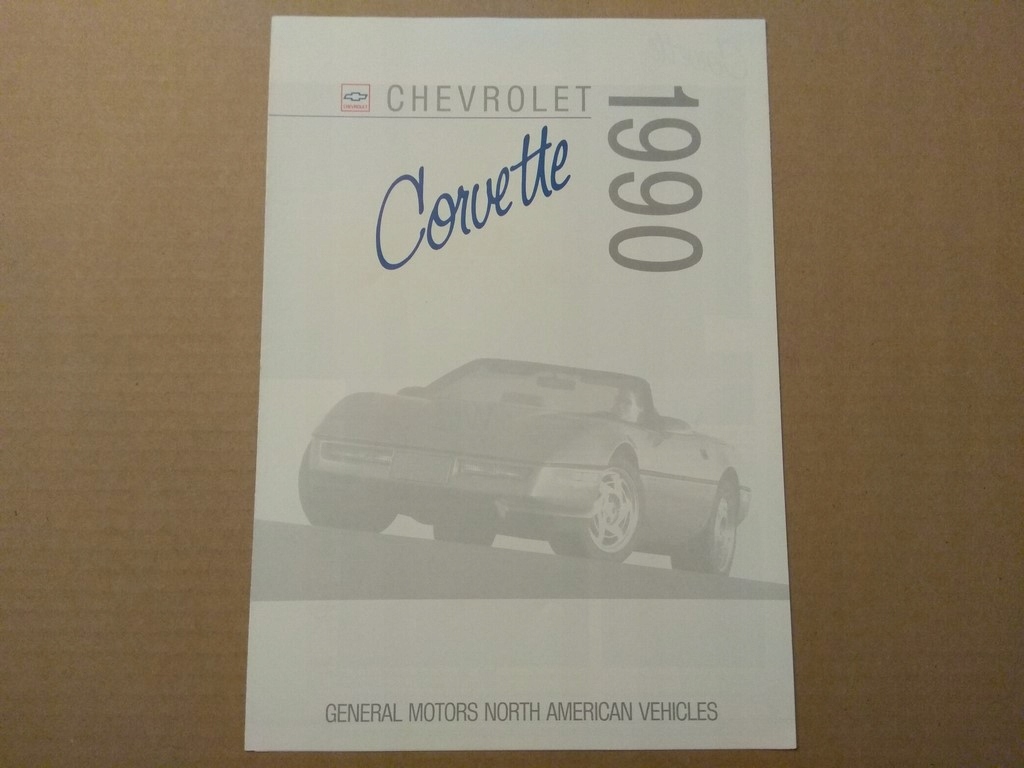 CHEVROLET
CHEVROLET
1990
Corvette
GENERAL MOTORS NORTH AMERICAN VEHICLES